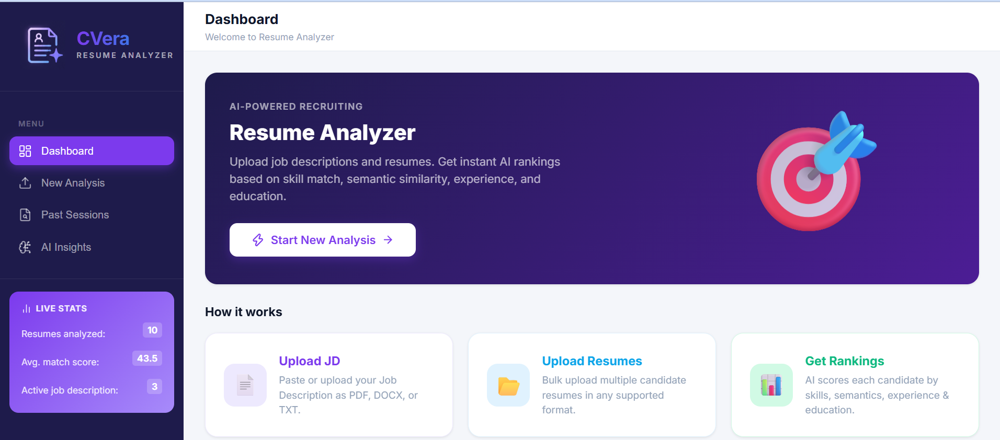 CVera
RESUME ANALYZER
MENU
Dashboard
New Analysis
Past Sessions
AI Insights
LIVE STATS
Resumes analyzed: 10
Avg. match score: 43.5
Active job description: 3
Dashboard
Welcome to Resume Analyzer
AI-POWERED RECRUITING
Resume Analyzer
Upload job descriptions and resumes. Get instant AI rankings
based on skill match, semantic similarity, experience, and
education.
Start New Analysis
How it works
Upload JD
Paste or upload your Job
Description as PDF, DOCX, or
TXT.
Upload Resumes
Bulk upload multiple candidate
resumes in any supported
format.
Get Rankings
AI scores each candidate by
skills, semantics, experience &
education.